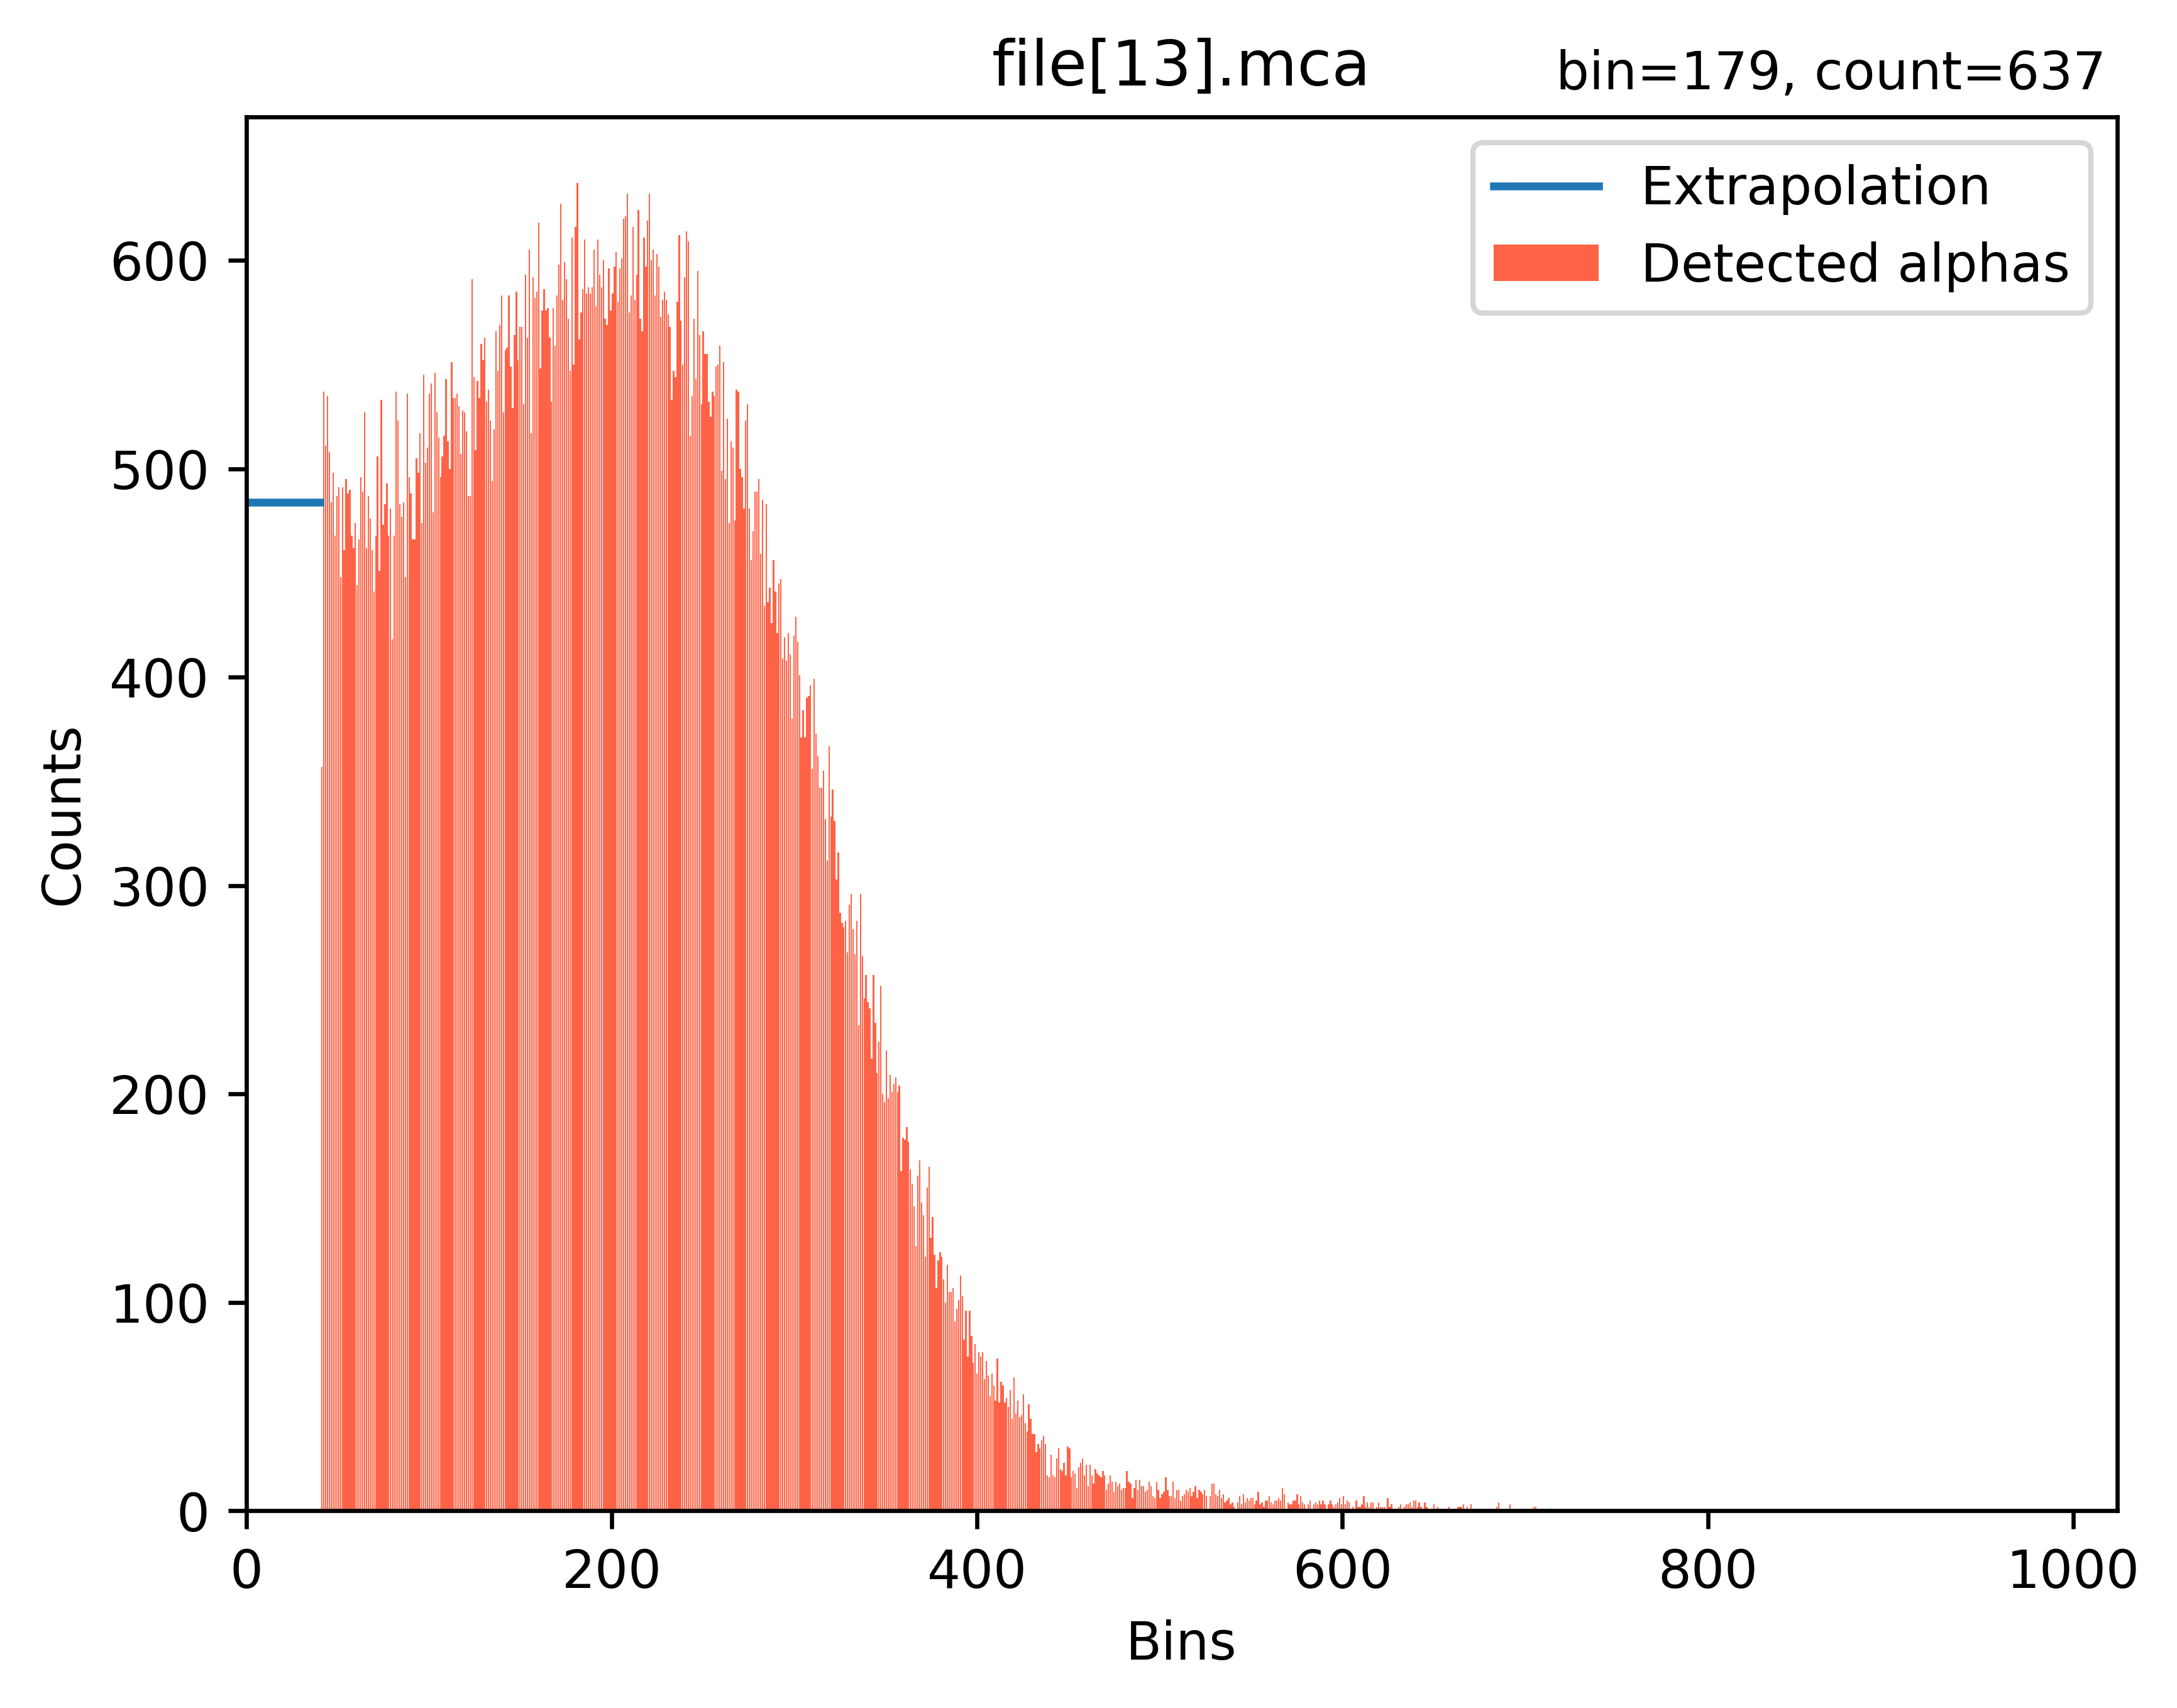 file[13].mca
bin=179, count=637
Extrapolation
Detected alphas
600
500
400
300
200
100
0
Counts
0 200 400 600 800 1000
Bins